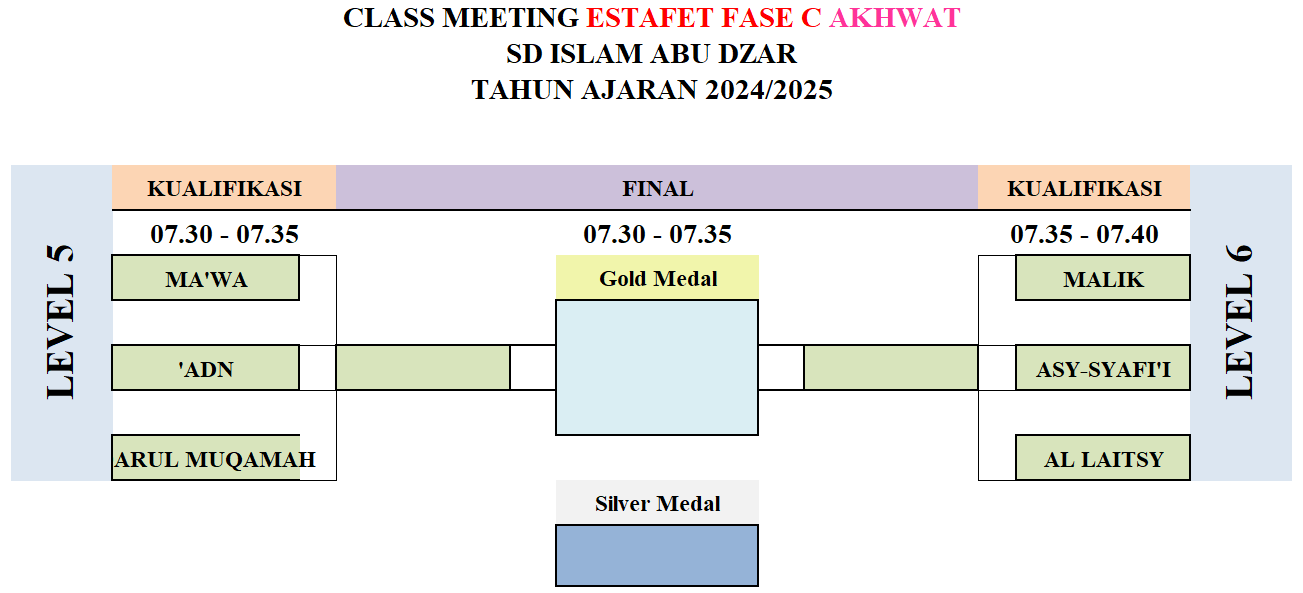 CLASS MEETING ESTAFET FASE C AKHWAT
SD ISLAM ABU DZAR
TAHUN AJARAN 2024/2025
KUALIFIKASI
FINAL
KUALIFIKASI
07.30 - 07.35
07.30 - 07.35
07.35 - 07.40
LEVEL 5
MA'WA
Gold Medal
MALIK
LEVEL 6
'ADN
ASY-SYAFI'I
ARUL MUQAMAH
AL LAITSY
Silver Medal